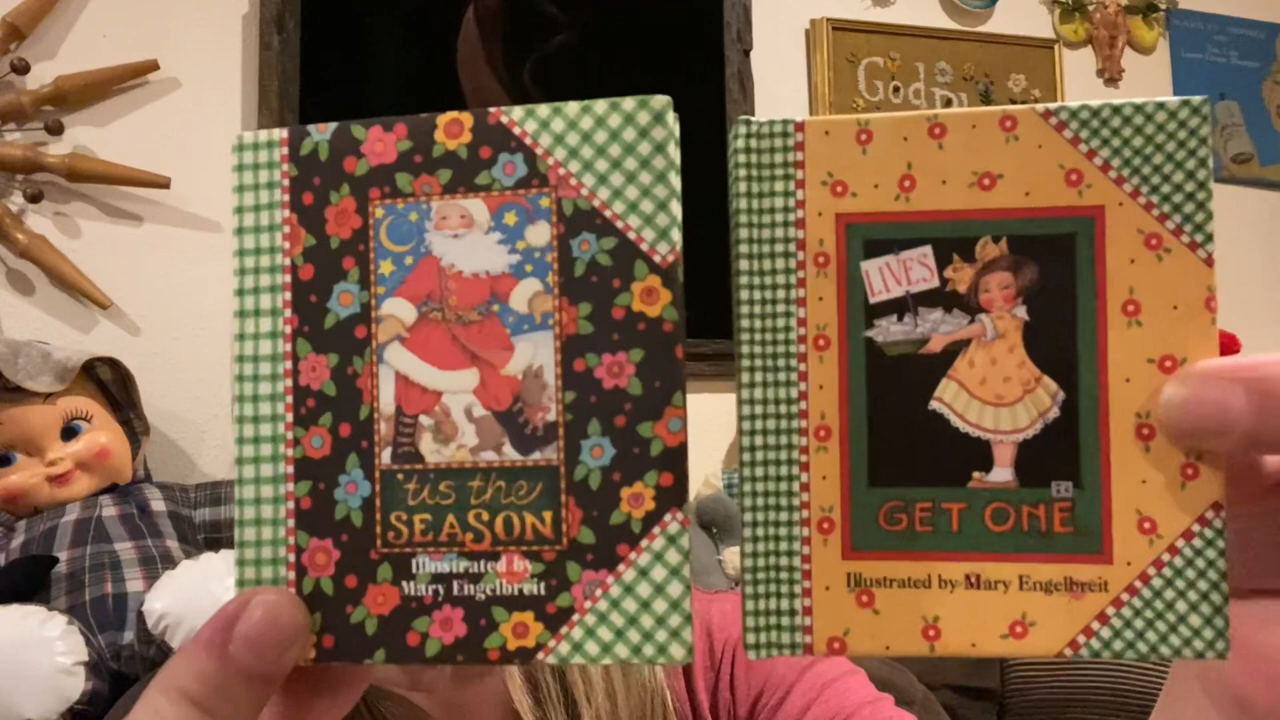 God
'tis the
SEASON
Illustrated by
Mary Engelbreit
LIVES
GET ONE
Illustrated by Mary Engelbreit